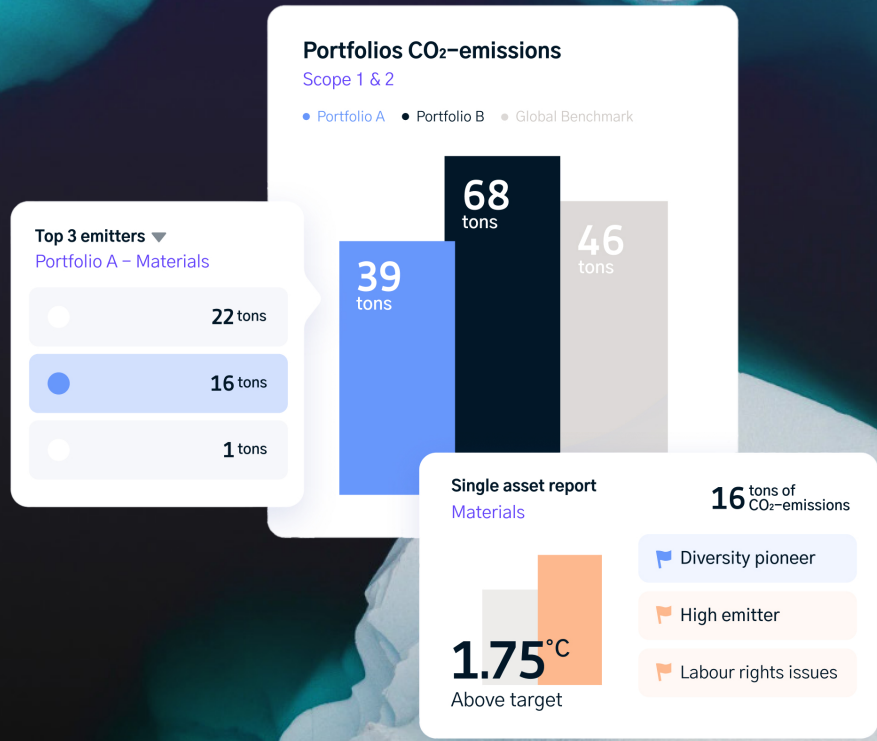 Portfolios CO₂-emissions
Scope 1 & 2
Portfolio A
Portfolio B
Global Benchmark
39
tons
68
tons
46
tons
Top 3 emitters
Portfolio A – Materials
22 tons
16 tons
1 tons
Single asset report
Materials
16 tons of
CO₂-emissions
1.75°C
Above target
Diversity pioneer
High emitter
Labour rights issues